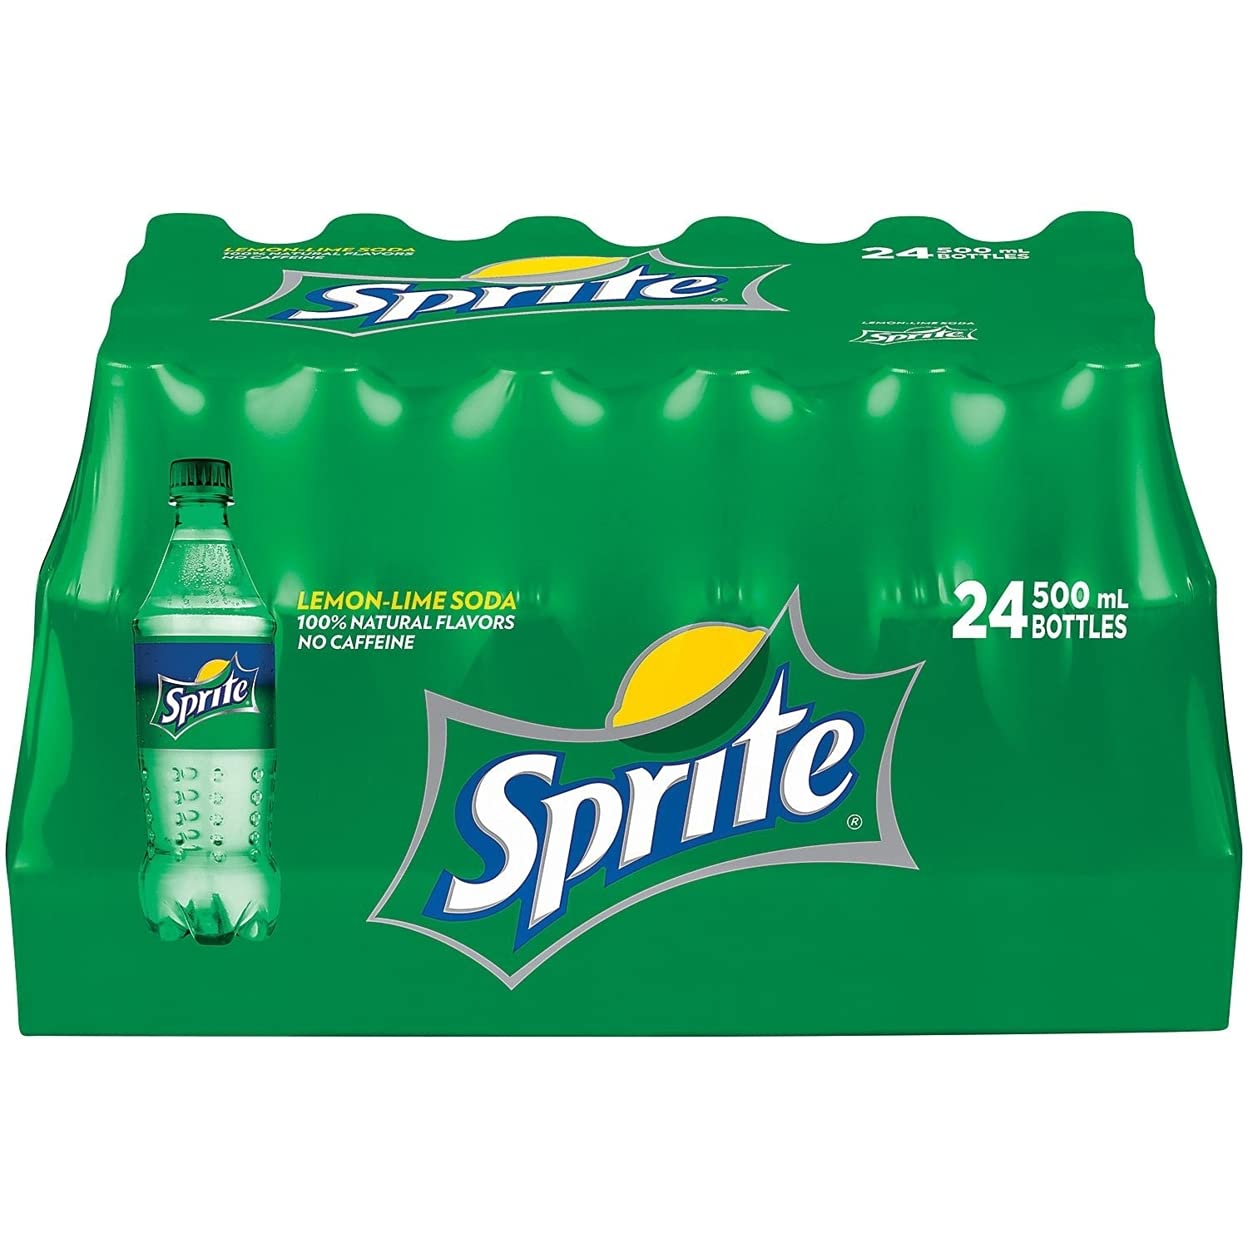 LEMON-LIME SODA
100% NATURAL FLAVORS
NO CAFFEINE
Sprite
®
24 500 mL
BOTTLES
LEMON-LIME SODA
Sprite
Sprite
LEMON-LIME SODA
100% NATURAL FLAVORS
NO CAFFEINE
24 500 mL
BOTTLES
Sprite
®